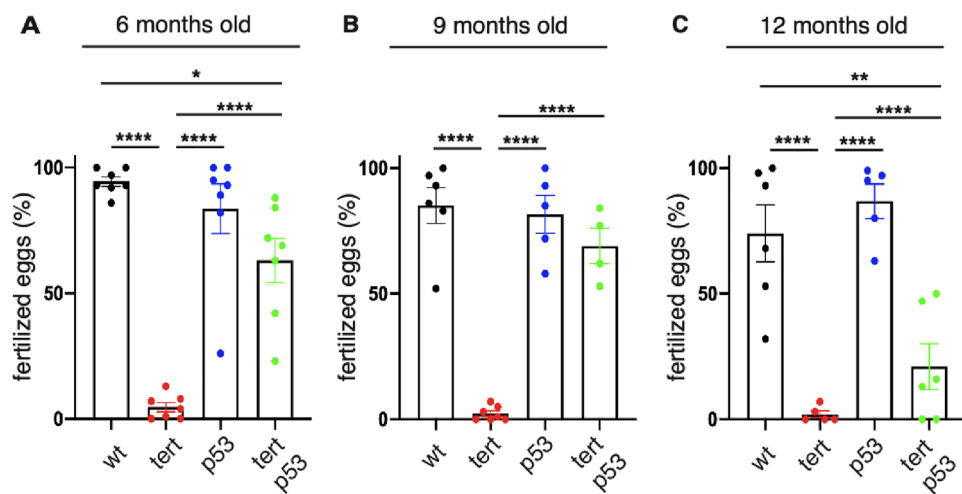 A 6 months old
*
****
**** ****
100
50
0
fertilized eggs (%)
wt
tert
p53
tert
p53
B 9 months old
****
**** ****
100
50
0
fertilized eggs (%)
wt
tert
p53
tert
p53
C 12 months old
**
****
**** ****
100
50
0
fertilized eggs (%)
wt
tert
p53
tert
p53